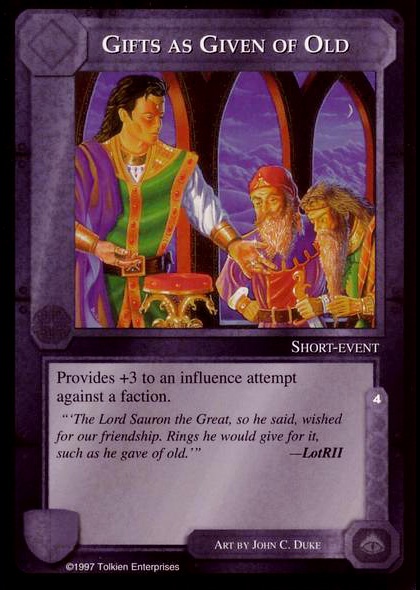 GIFTS AS GIVEN OF OLD
SHORT-EVENT
Provides +3 to an influence attempt
against a faction.
4
“‘The Lord Sauron the Great, so he said, wished
for our friendship. Rings he would give for it,
such as he gave of old.’” —LotRII
ART BY JOHN C. DUKE
©1997 Tolkien Enterprises